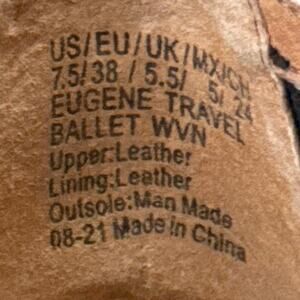 US/EU/UK/MX/CH
7.5/38 / 5.5/ 5/ 24
EUGENE TRAVEL
BALLET WVN
Upper:Leather
Lining:Leather
Outsole:Man Made
08-21 Made in China